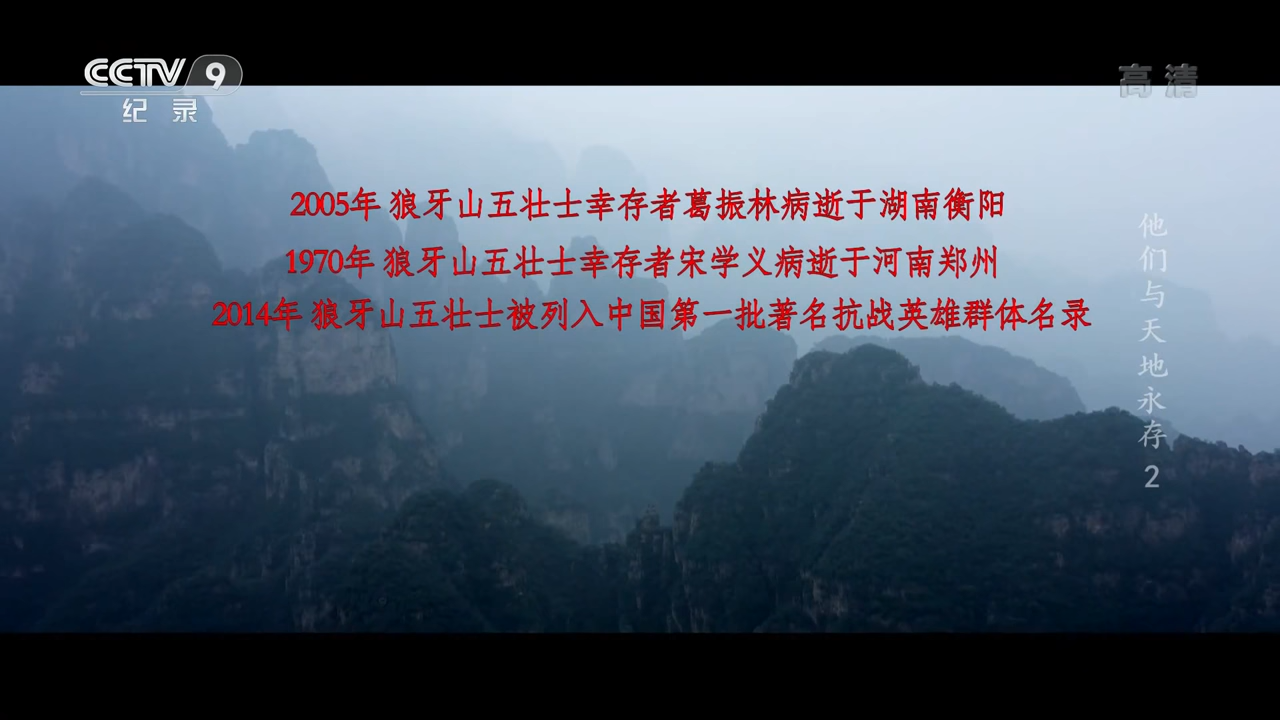 CCTV 9
纪 录
高清
2005年 狼牙山五壮士幸存者葛振林病逝于湖南衡阳
1970年 狼牙山五壮士幸存者宋学义病逝于河南郑州
2014年 狼牙山五壮士被列入中国第一批著名抗战英雄群体名录
他们与天地永存 2